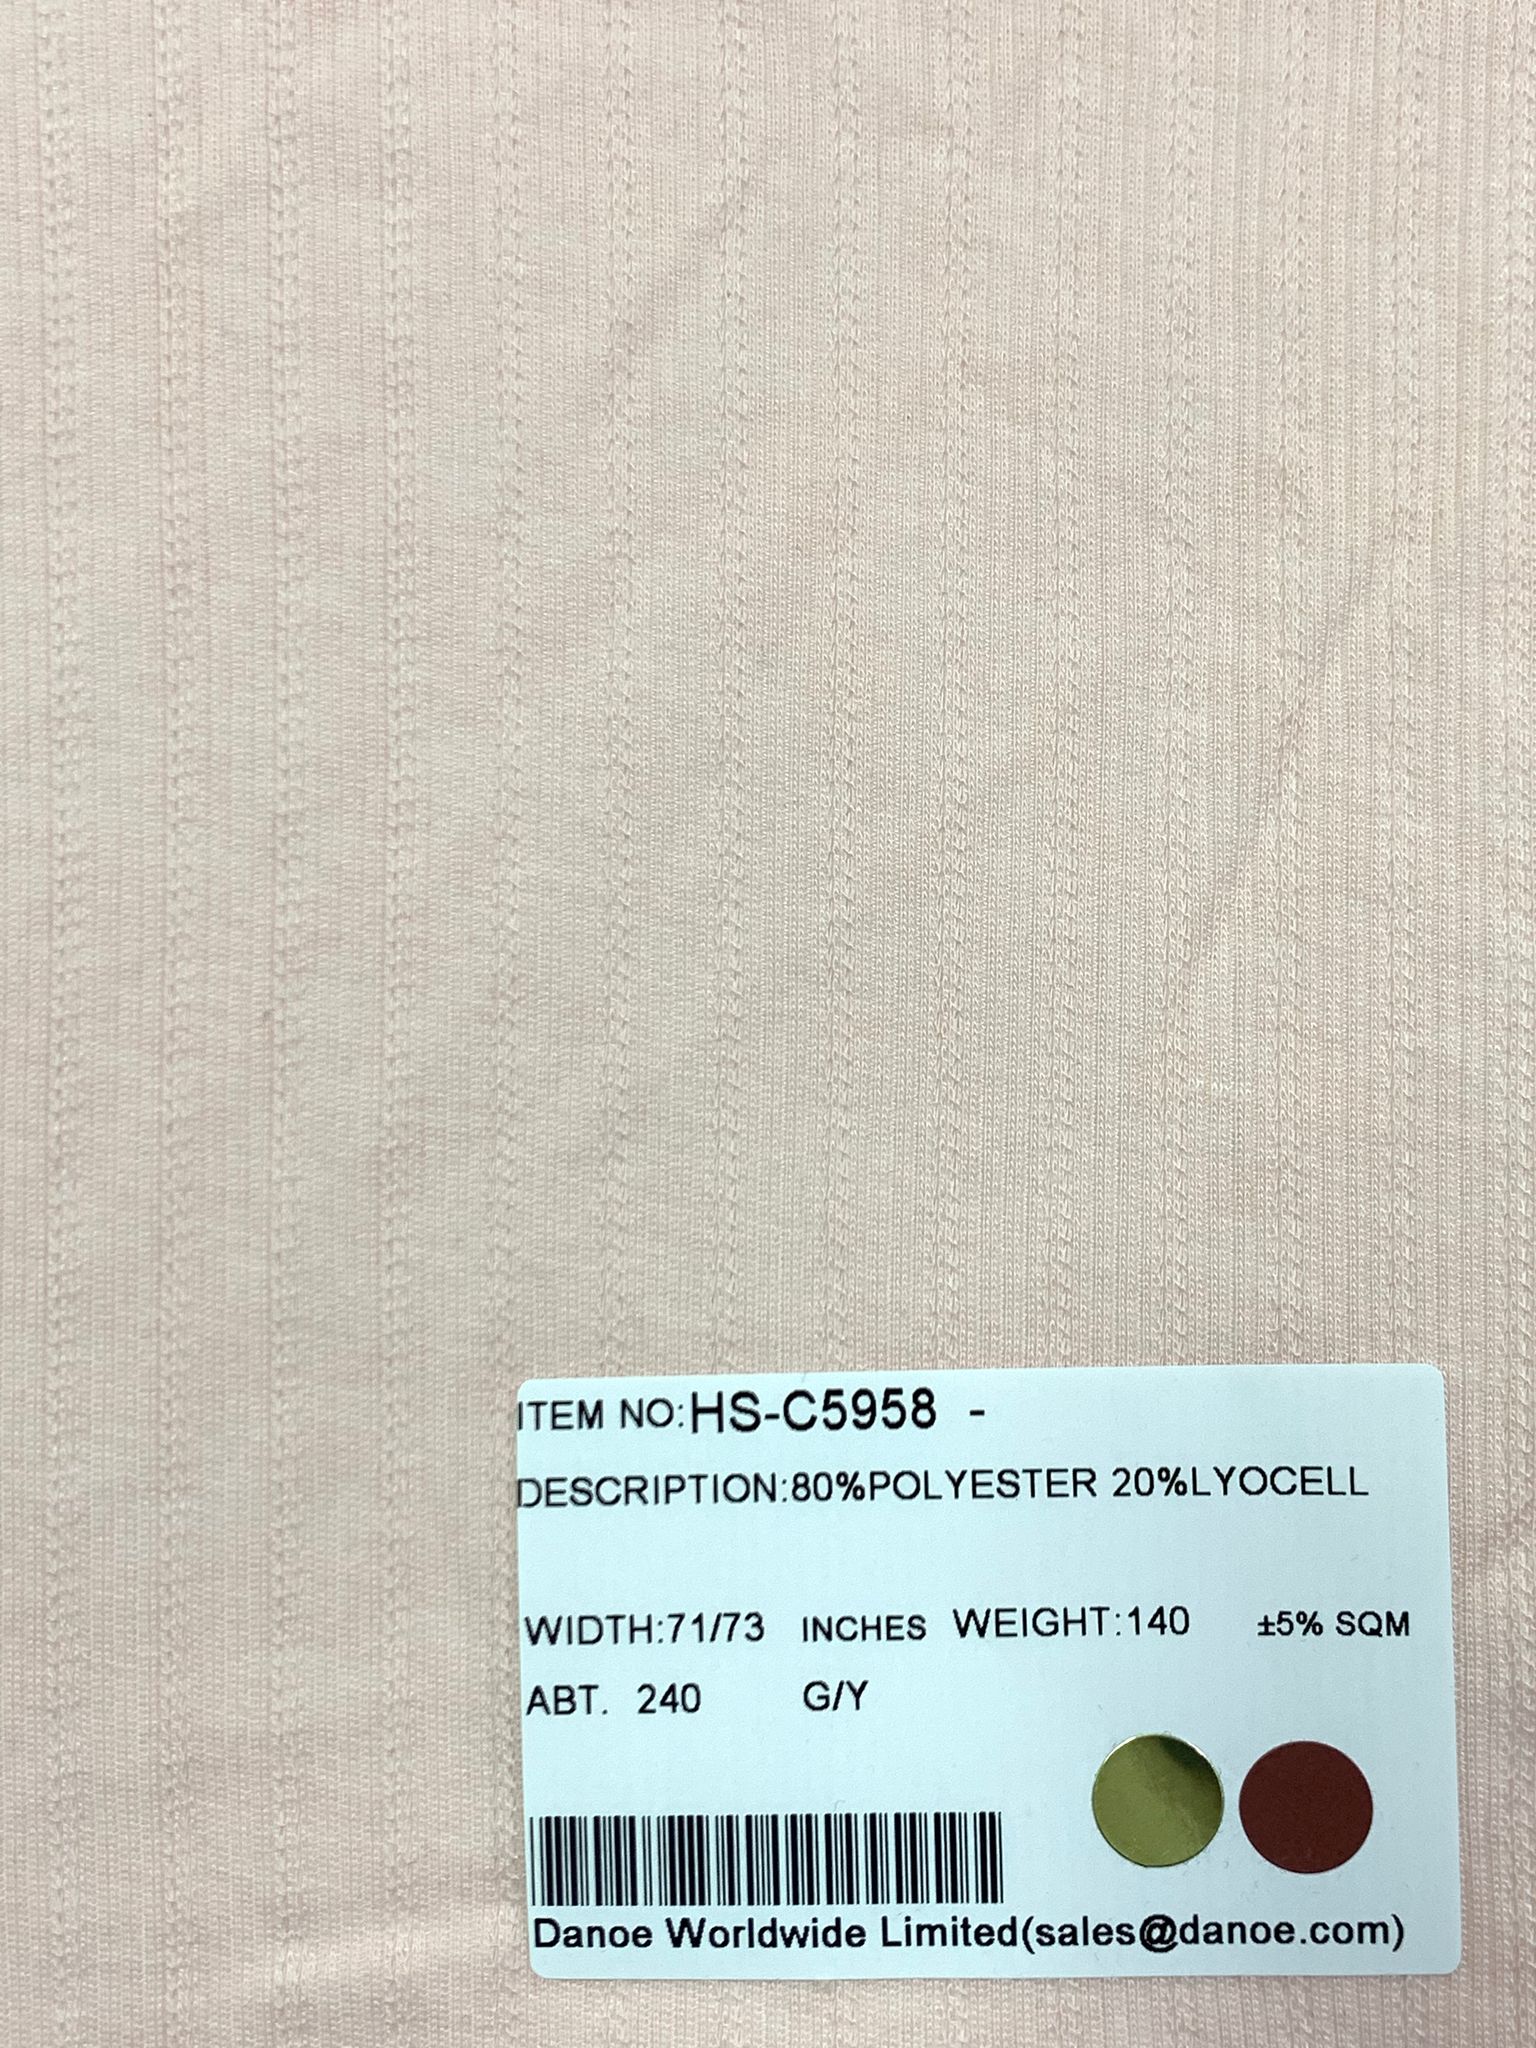 ITEM NO:HS-C5958 -
DESCRIPTION:80%POLYESTER 20%LYOCELL
WIDTH:71/73 INCHES WEIGHT:140 ±5% SQM
ABT. 240 G/Y
Danoe Worldwide Limited(sales@danoe.com)